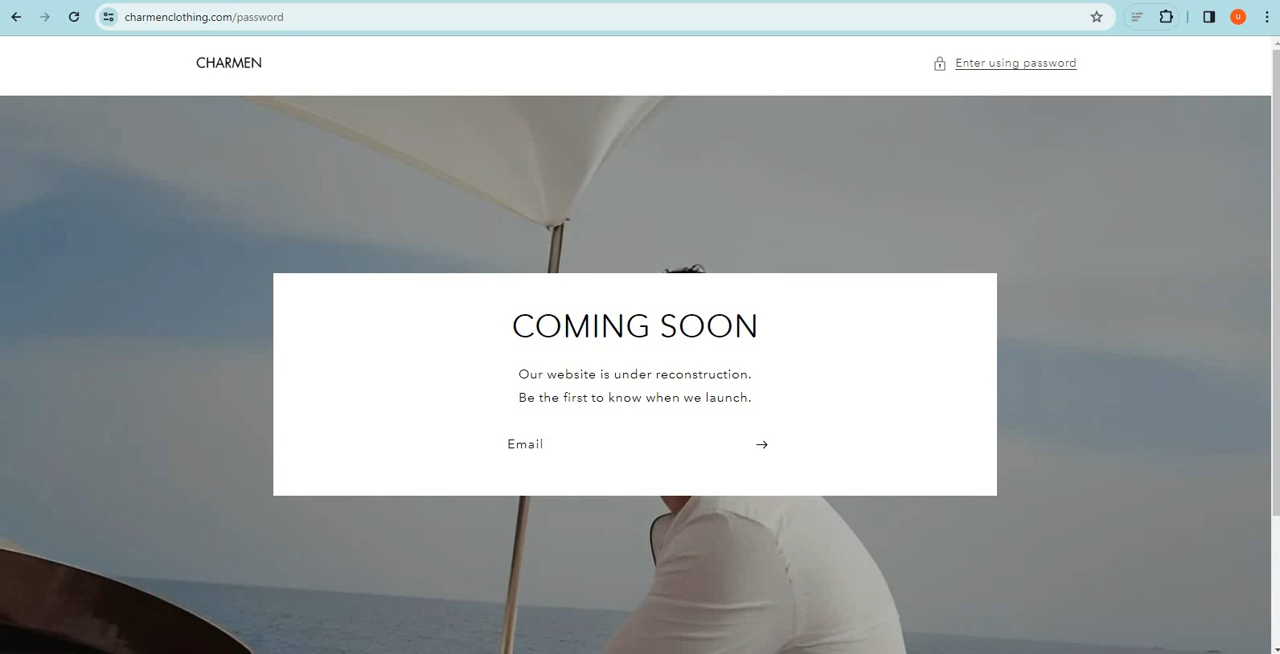 charmenclothing.com/password
u
CHARMEN
Enter using password
COMING SOON
Our website is under reconstruction.
Be the first to know when we launch.
Email